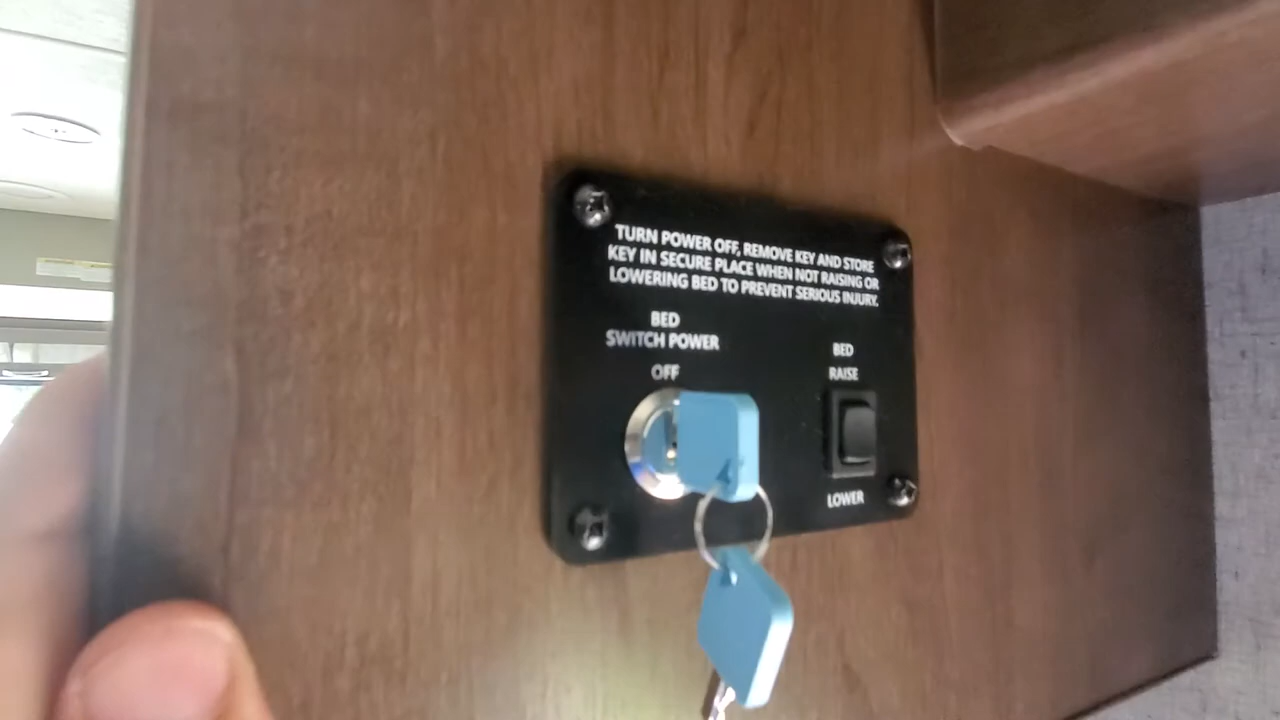 TURN POWER OFF, REMOVE KEY AND STORE
KEY IN SECURE PLACE WHEN NOT RAISING OR
LOWERING BED TO PREVENT SERIOUS INJURY.
BED
SWITCH POWER
OFF
BED
RAISE
LOWER